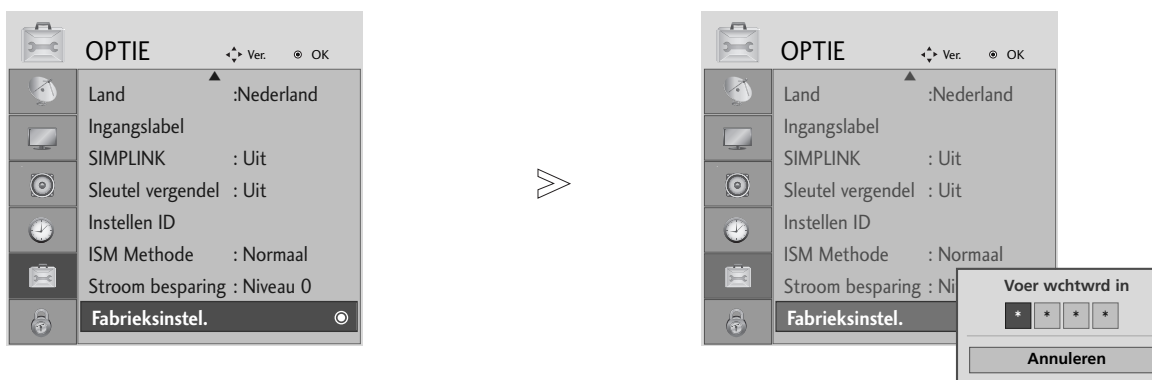 OPTIE Ver. OK
Land :Nederland
Ingangslabel
SIMPLINK : Uit
Sleutel vergendel : Uit
Instellen ID
ISM Methode : Normaal
Stroom besparing : Niveau 0
Fabrieksinstel.
OPTIE Ver. OK
Land :Nederland
Ingangslabel
SIMPLINK : Uit
Sleutel vergendel : Uit
Instellen ID
ISM Methode : Normaal
Stroom besparing : Ni
Fabrieksinstel.
Voer wchtwrd in
* * * *
Annuleren